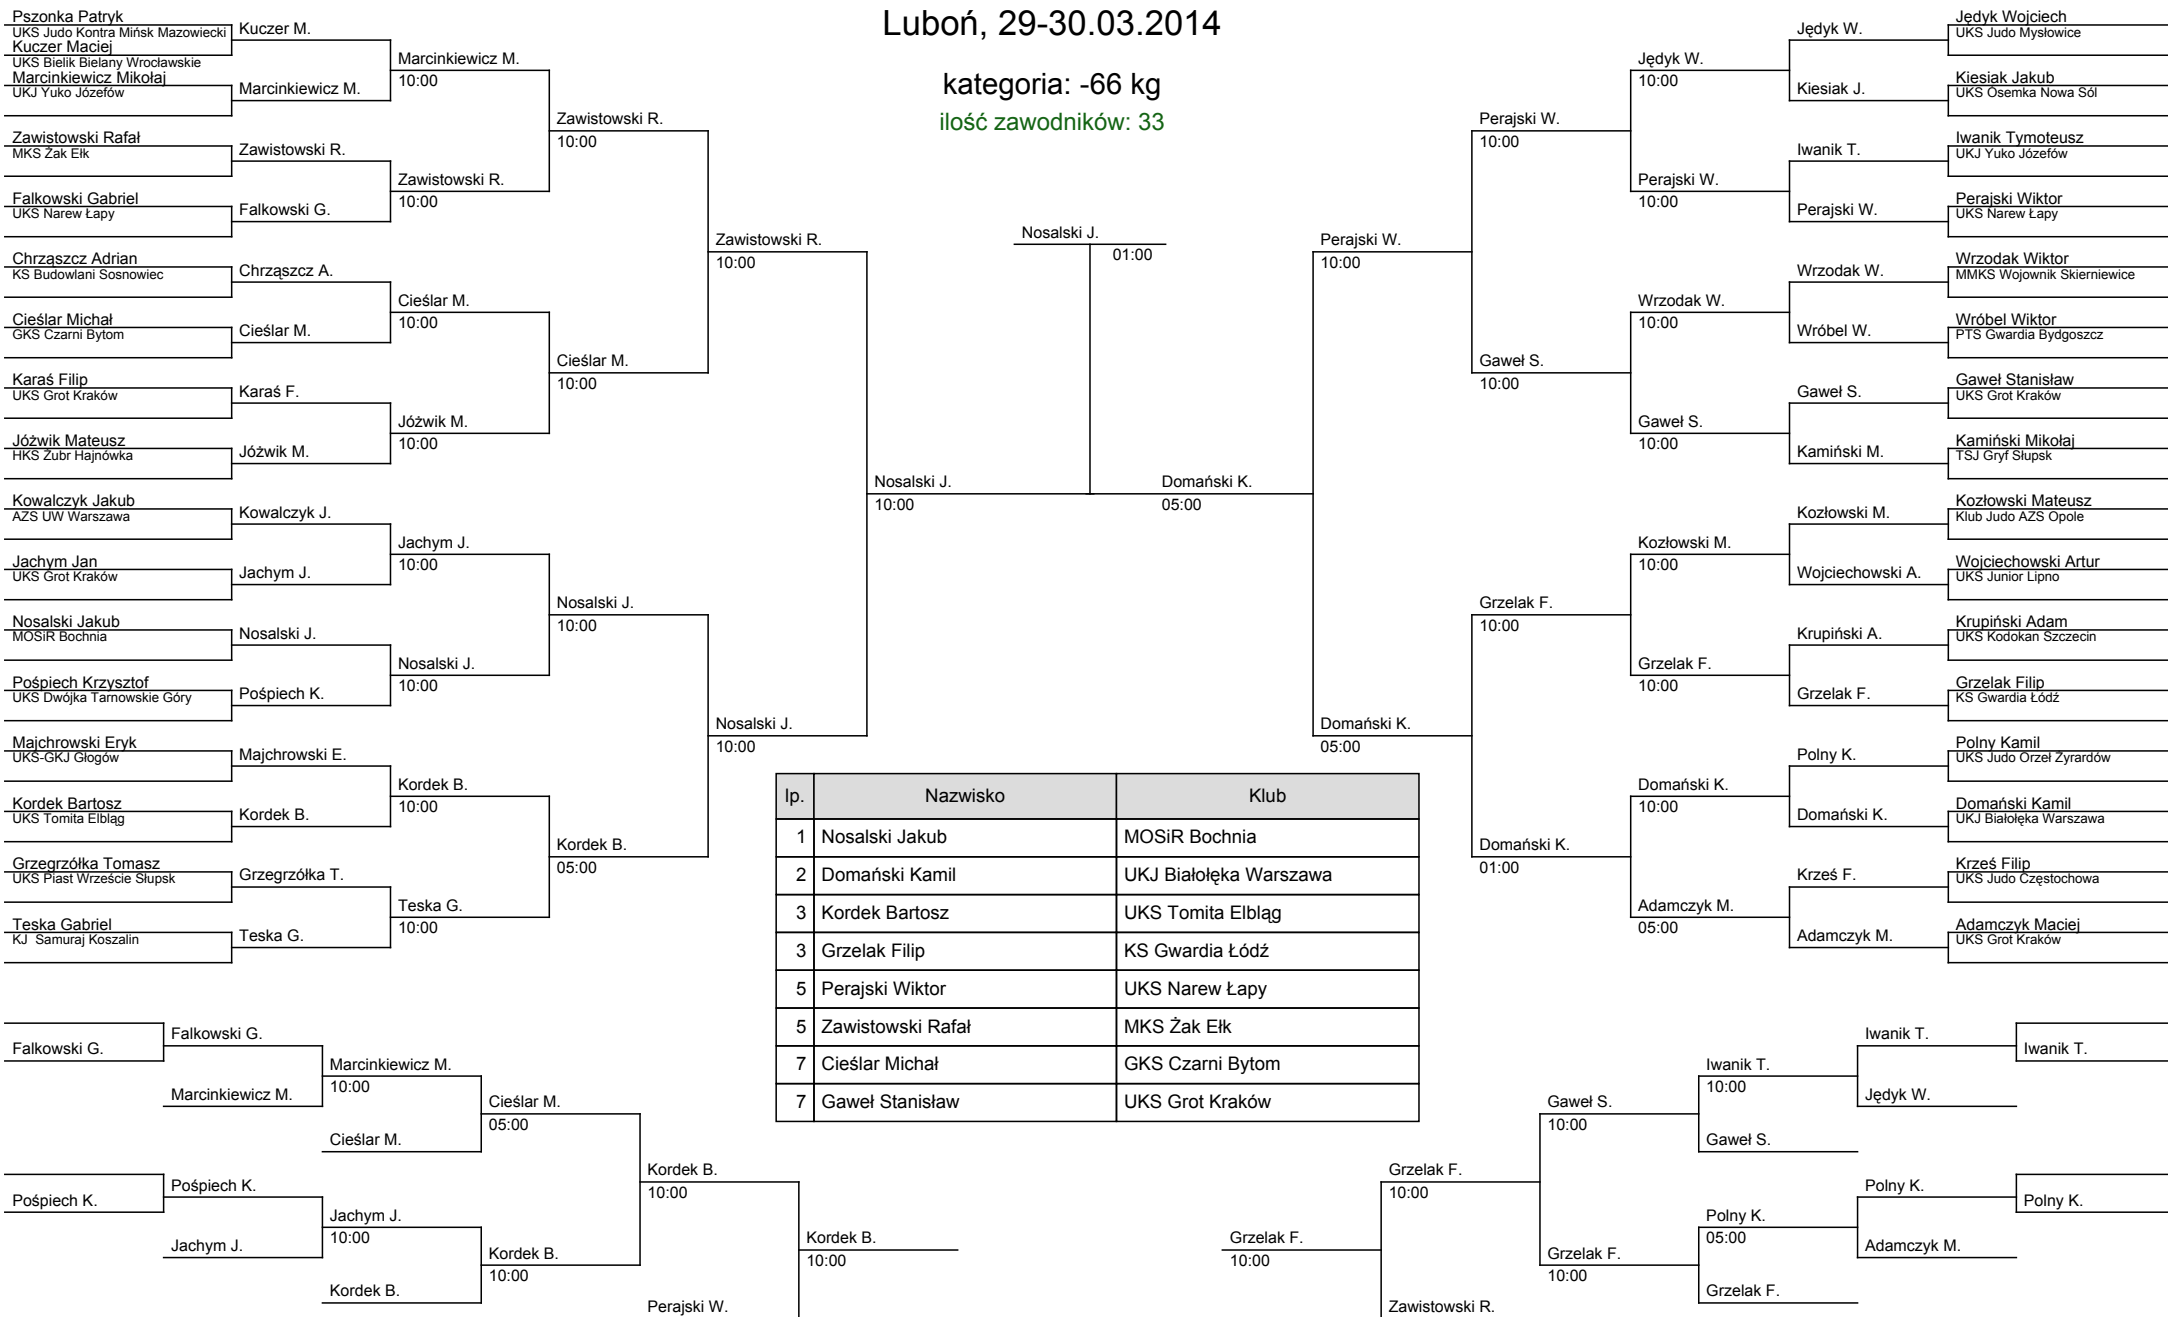 Luboń, 29-30.03.2014
kategoria: -66 kg
ilość zawodników: 33
Pszonka Patryk
UKS Judo Kontra Mińsk Mazowiecki
Kuczer Maciej
UKS Bielik Bielany Wrocławskie
Marcinkiewicz Mikołaj
UKJ Yuko Józefów
Zawistowski Rafał
MKS Żak Ełk
Falkowski Gabriel
UKS Narew Łapy
Chrząszcz Adrian
KS Budowlani Sosnowiec
Cieślar Michał
GKS Czarni Bytom
Karaś Filip
UKS Grot Kraków
Jóżwik Mateusz
HKS Żubr Hajnówka
Kowalczyk Jakub
AZS UW Warszawa
Jachym Jan
UKS Grot Kraków
Nosalski Jakub
MOSiR Bochnia
Pośpiech Krzysztof
UKS Dwójka Tarnowskie Góry
Majchrowski Eryk
UKS-GKJ Głogów
Kordek Bartosz
UKS Tomita Elbląg
Grzegrzółka Tomasz
UKS Piast Wrzeście Słupsk
Teska Gabriel
KJ Samuraj Koszalin
Kuczer M.
Marcinkiewicz M.
Zawistowski R.
Falkowski G.
Chrząszcz A.
Cieślar M.
Karaś F.
Jóżwik M.
Kowalczyk J.
Jachym J.
Nosalski J.
Pośpiech K.
Majchrowski E.
Kordek B.
Grzegrzółka T.
Teska G.
Marcinkiewicz M.
10:00
Zawistowski R.
10:00
Cieślar M.
10:00
Jóżwik M.
10:00
Jachym J.
10:00
Nosalski J.
10:00
Kordek B.
10:00
Teska G.
10:00
Zawistowski R.
10:00
Cieślar M.
10:00
Nosalski J.
10:00
Kordek B.
05:00
Zawistowski R.
10:00
Nosalski J.
10:00
Nosalski J.
10:00
Nosalski J.
01:00
Domański K.
05:00
Perajski W.
10:00
Domański K.
05:00
Perajski W.
10:00
Gaweł S.
10:00
Grzelak F.
10:00
Domański K.
01:00
Jędyk W.
10:00
Perajski W.
10:00
Wrzodak W.
10:00
Gaweł S.
10:00
Kozłowski M.
10:00
Grzelak F.
10:00
Domański K.
10:00
Adamczyk M.
05:00
Jędyk W.
Kiesiak J.
Iwanik T.
Perajski W.
Wrzodak W.
Wróbel W.
Gaweł S.
Kamiński M.
Kozłowski M.
Wojciechowski A.
Krupiński A.
Grzelak F.
Polny K.
Domański K.
Krześ F.
Adamczyk M.
Jędyk Wojciech
UKS Judo Mysłowice
Kiesiak Jakub
UKS Ósemka Nowa Sól
Iwanik Tymoteusz
UKJ Yuko Józefów
Perajski Wiktor
UKS Narew Łapy
Wrzodak Wiktor
MMKS Wojownik Skierniewice
Wróbel Wiktor
PTS Gwardia Bydgoszcz
Gaweł Stanisław
UKS Grot Kraków
Kamiński Mikołaj
TSJ Gryf Słupsk
Kozłowski Mateusz
Klub Judo AZS Opole
Wojciechowski Artur
UKS Junior Lipno
Krupiński Adam
UKS Kodokan Szczecin
Grzelak Filip
KS Gwardia Łódź
Polny Kamil
UKS Judo Orzeł Żyrardów
Domański Kamil
UKJ Białołęka Warszawa
Krześ Filip
UKS Judo Częstochowa
Adamczyk Maciej
UKS Grot Kraków
lp. Nazwisko Klub
1 Nosalski Jakub MOSiR Bochnia
2 Domański Kamil UKJ Białołęka Warszawa
3 Kordek Bartosz UKS Tomita Elbląg
3 Grzelak Filip KS Gwardia Łódź
5 Perajski Wiktor UKS Narew Łapy
5 Zawistowski Rafał MKS Żak Ełk
7 Cieślar Michał GKS Czarni Bytom
7 Gaweł Stanisław UKS Grot Kraków
Falkowski G.
Pośpiech K.
Falkowski G.
Marcinkiewicz M.
Pośpiech K.
Jachym J.
Marcinkiewicz M.
10:00
Cieślar M.
Jachym J.
10:00
Kordek B.
Cieślar M.
05:00
Kordek B.
10:00
Kordek B.
10:00
Perajski W.
Kordek B.
10:00
Grzelak F.
10:00
Grzelak F.
10:00
Zawistowski R.
Gaweł S.
10:00
Grzelak F.
10:00
Iwanik T.
10:00
Gaweł S.
Polny K.
05:00
Grzelak F.
Iwanik T.
Jędyk W.
Polny K.
Adamczyk M.
Iwanik T.
Polny K.